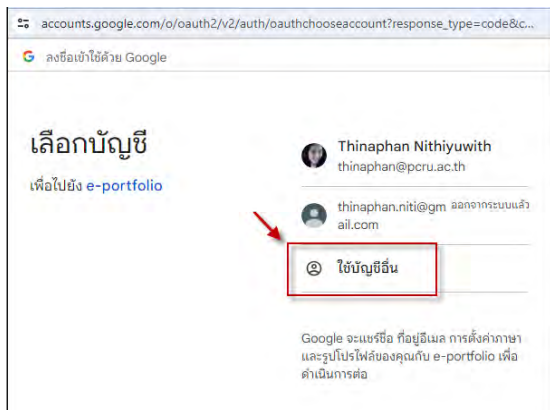 accounts.google.com/o/oauth2/v2/auth/oauthchooseaccount?response_type=code&c...
ลงชื่อเข้าใช้ด้วย Google
เลือกบัญชี
เพื่อไปยัง e-portfolio
Thinaphan Nithiyuwith
thinaphan@pcru.ac.th
thinaphan.niti@gm ออกจากระบบแล้ว
ail.com
ใช้บัญชีอื่น
Google จะแชร์ชื่อ ที่อยู่อีเมล การตั้งค่าภาษา
และรูปโปรไฟล์ของคุณกับ e-portfolio เพื่อ
ดำเนินการต่อ